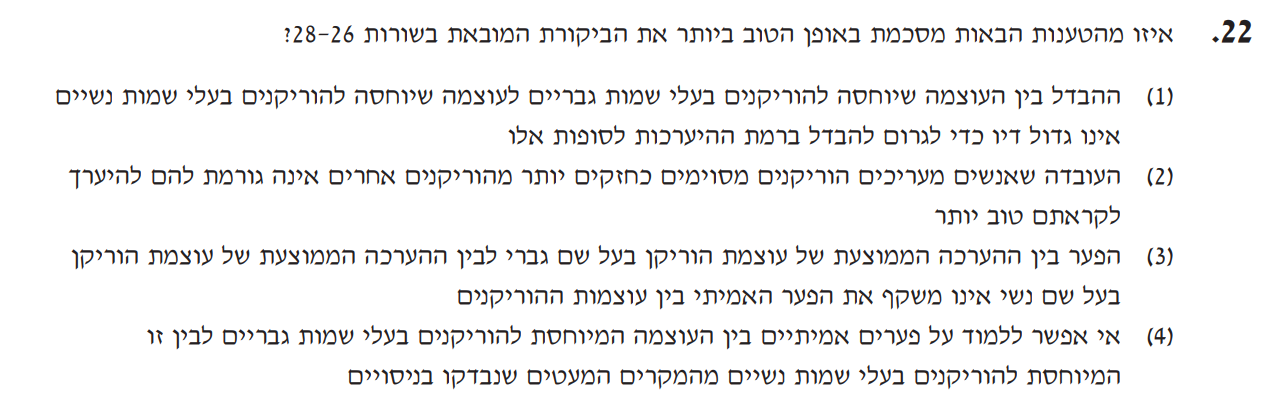 22. איזו מהטענות הבאות מסכמת באופן הטוב ביותר את הביקורת המובאת בשורות 28-26?
(1) ההבדל בין העוצמה שיוחסה להוריקנים בעלי שמות גבריים לעוצמה שיוחסה להוריקנים בעלי שמות נשיים
אינו גדול דיו כדי לגרום להבדל ברמת ההיערכות לסופות אלו
(2) העובדה שאנשים מעריכים הוריקנים מסוימים כחזקים יותר מהוריקנים אחרים אינה גורמת להם להיערך
לקראתם טוב יותר
(3) הפער בין ההערכה הממוצעת של עוצמת הוריקן בעל שם גברי לבין ההערכה הממוצעת של עוצמת הוריקן
בעל שם נשי אינו משקף את הפער האמיתי בין עוצמות ההוריקנים
(4) אי אפשר ללמוד על פערים אמיתיים בין העוצמה המיוחסת להוריקנים בעלי שמות גבריים לבין זו
המיוחסת להוריקנים בעלי שמות נשיים מהמקרים המעטים שנבדקו בניסויים